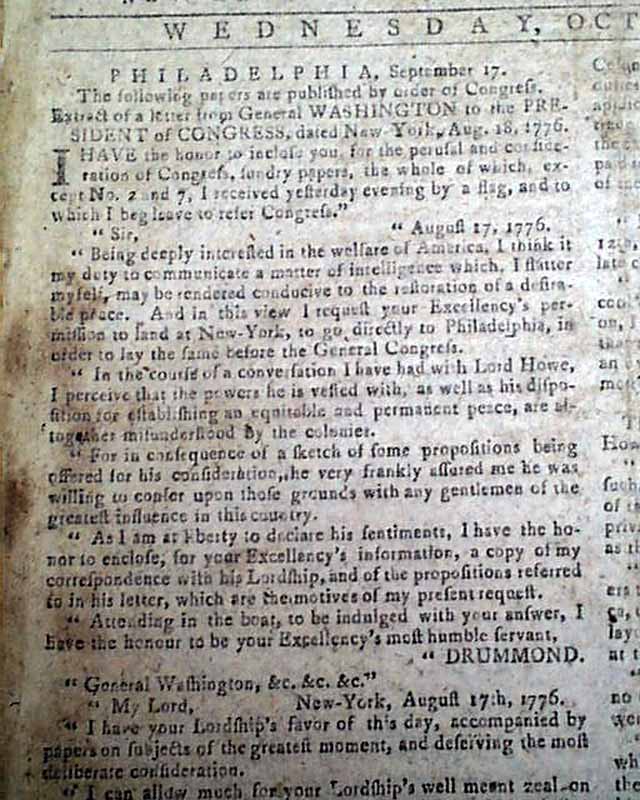 WEDNESDAY, OCT
PHILADELPHIA, September 17.
The following papers are publiſhed by order of Congreſs.
Extract of a letter from General WASHINGTON to the PRE-
SIDENT of CONGRESS, dated New-York, Aug. 18, 1776.
I HAVE the honor to incloſe you, for the peruſal and conſide-
ration of Congreſs, ſundry papers, the whole of which, ex-
cept No. 2 and 7, I received yeſterday evening by a flag, and to
which I beg leave to refer Congreſs."
" Sir, " Auguſt 17, 1776.
" Being deeply intereſted in the welfare of America, I think it
my duty to communicate a matter of intelligence which, I flatter
myſelf, may be rendered conducive to the reſtoration of a deſira-
ble peace. And in this view I requeſt your Excellency's per-
miſſion to land at New-York, to go directly to Philadelphia, in
order to lay the ſame before the General Congreſs.
" In the courſe of a converſation I have had with Lord Howe,
I perceive that the powers he is veſted with, as well as his diſpo-
ſition for eſtabliſhing an equitable and permanent peace, are al-
together miſunderſtood by the colonies.
" For in conſequence of a ſketch of ſome propoſitions being
offered for his conſideration, he very frankly aſſured me he was
willing to confer upon thoſe grounds with any gentlemen of the
greateſt influence in this country.
" As I am at liberty to declare his ſentiments, I have the ho-
nor to encloſe, for your Excellency's information, a copy of my
correſpondence with his Lordſhip, and of the propoſitions referred
to in his letter, which are the motives of my preſent requeſt.
" Attending in the boat, to be indulged with your anſwer, I
have the honour to be your Excellency's moſt humble ſervant,
" DRUMMOND.
" General Waſhington, &c. &c. &c."
" My Lord, New-York, Auguſt 17th, 1776.
" I have your Lordſhip's favor of this day, accompanied by
papers on ſubjects of the greateſt moment, and deſerving the moſt
deliberate conſideration.
" I can allow much for your Lordſhip's well meant zeal on